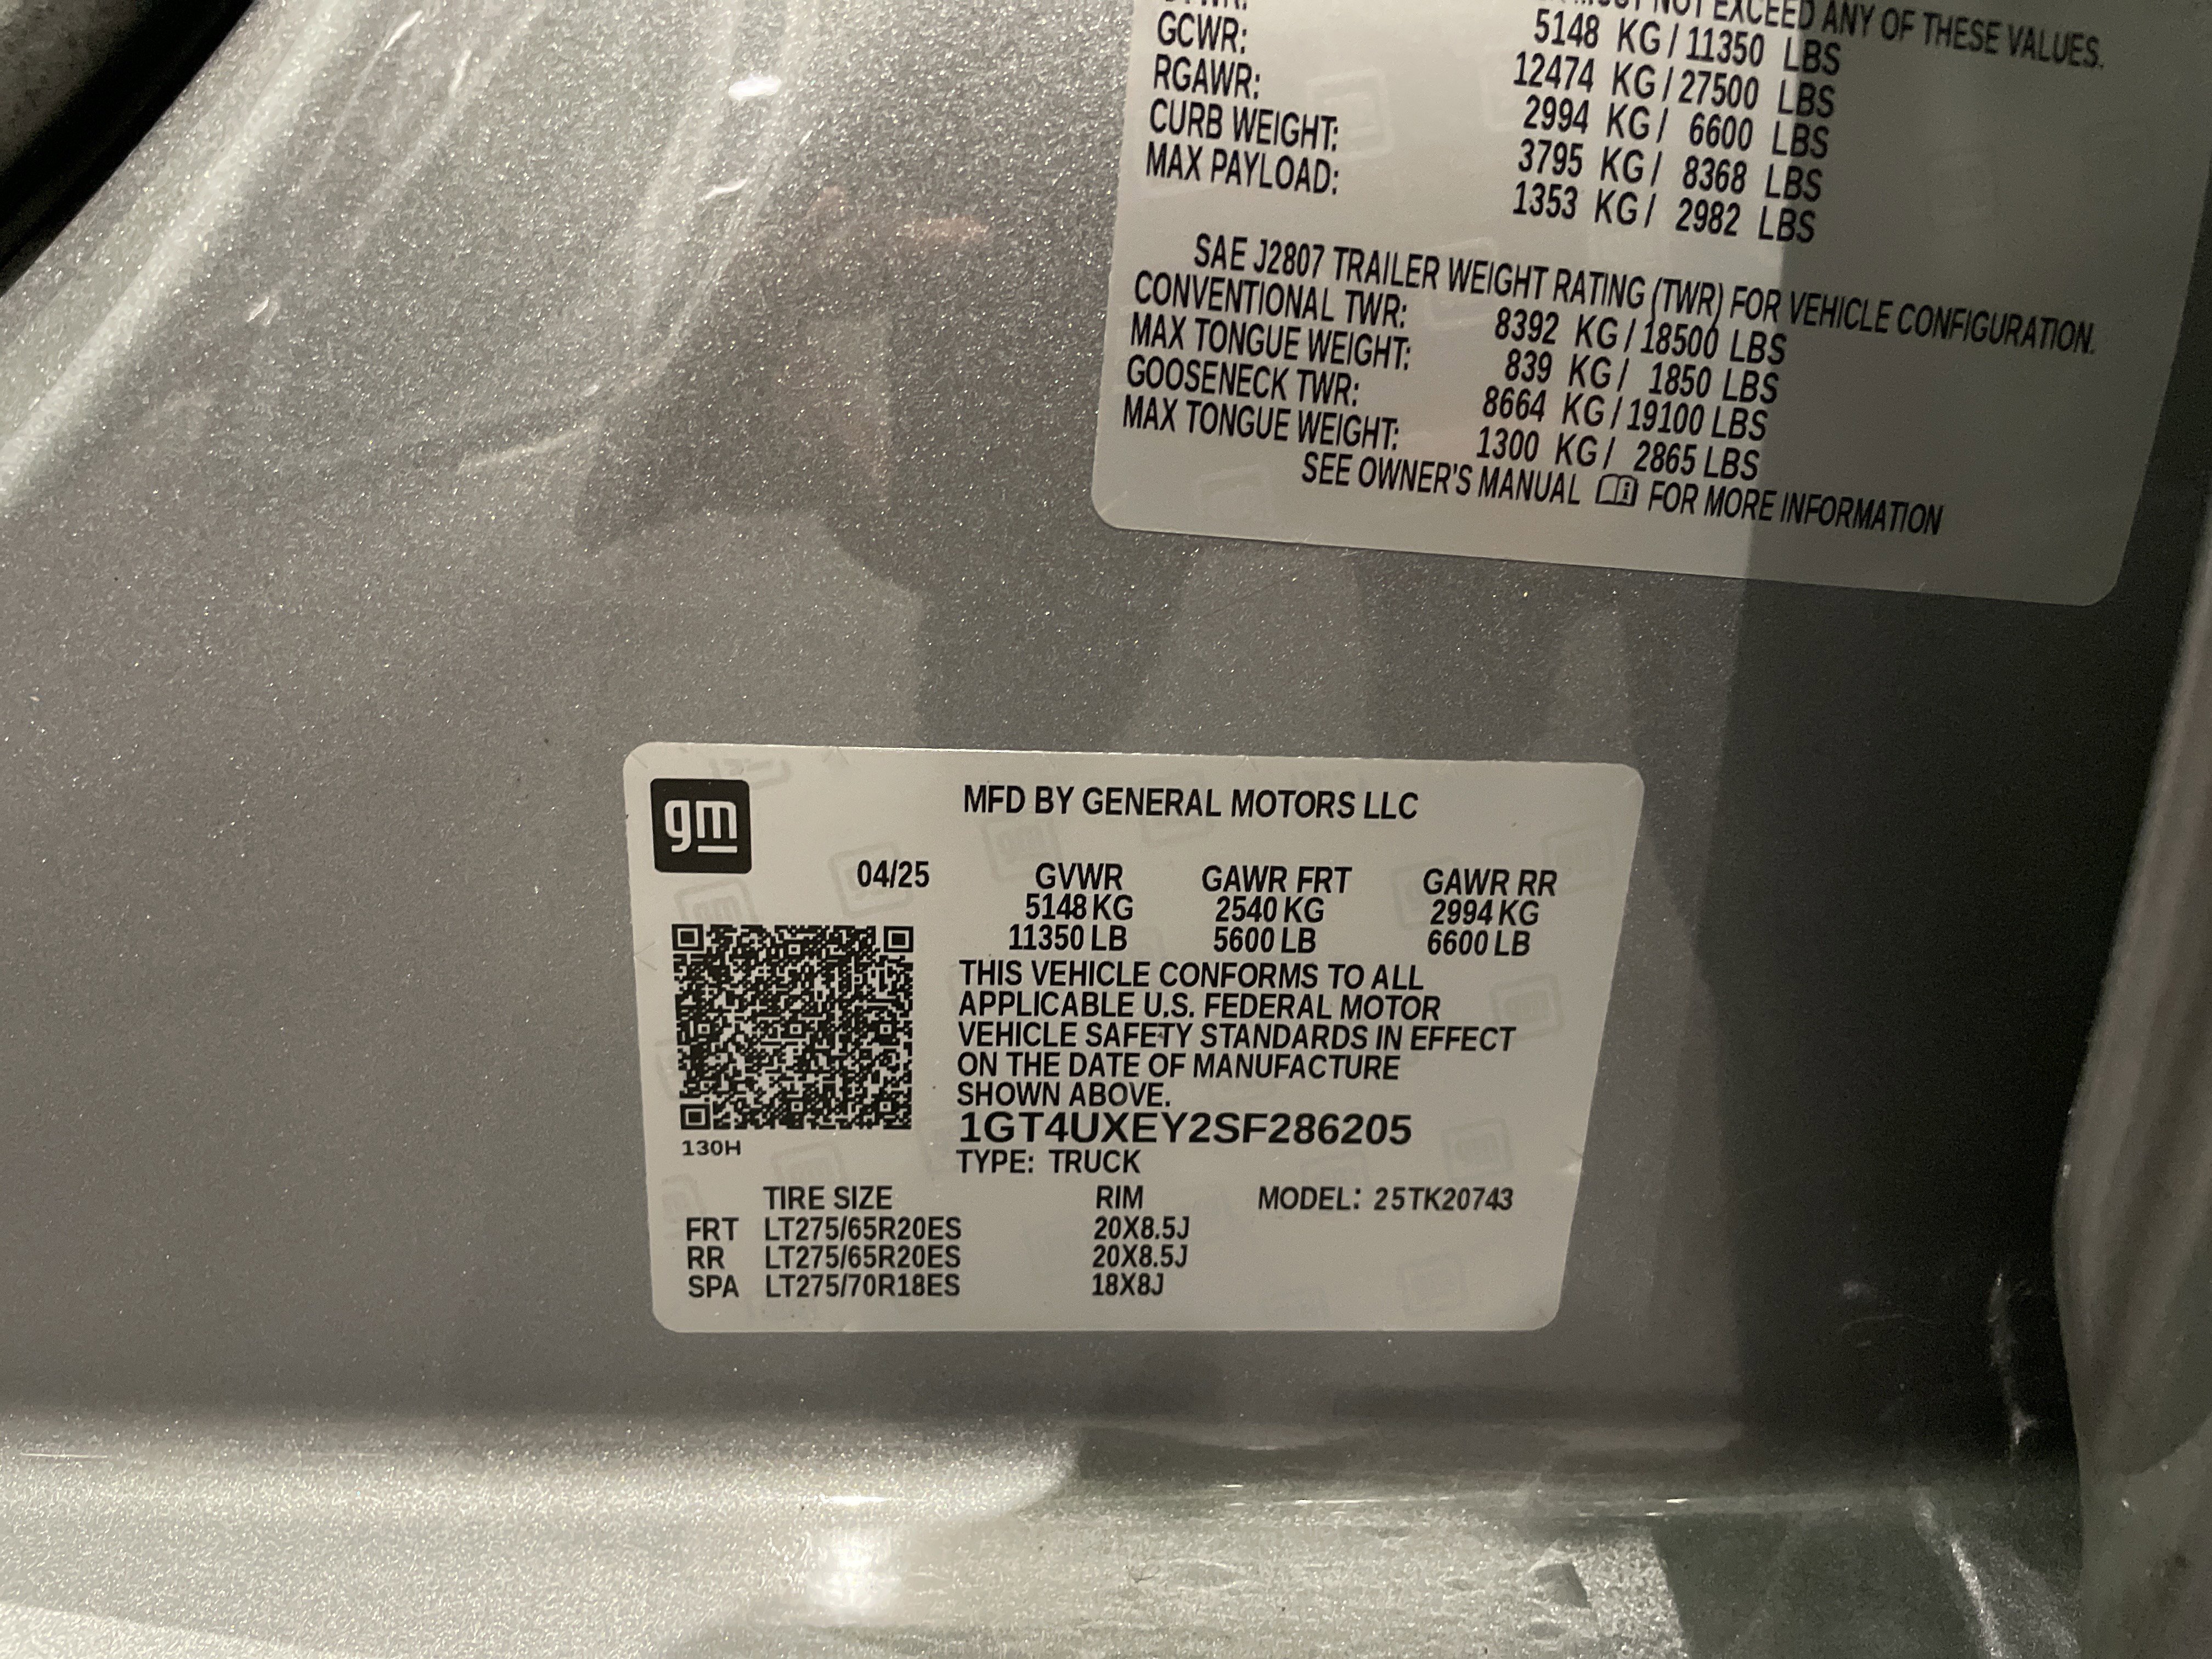 NOT EXCEED ANY OF THESE VALUES.
GCWR: 5148 KG / 11350 LBS
RGAWR: 12474 KG / 27500 LBS
CURB WEIGHT: 2994 KG / 6600 LBS
MAX PAYLOAD: 3795 KG / 8368 LBS
1353 KG / 2982 LBS
SAE J2807 TRAILER WEIGHT RATING (TWR) FOR VEHICLE CONFIGURATION.
CONVENTIONAL TWR: 8392 KG / 18500 LBS
MAX TONGUE WEIGHT: 839 KG / 1850 LBS
GOOSENECK TWR: 8664 KG / 19100 LBS
MAX TONGUE WEIGHT: 1300 KG / 2865 LBS
SEE OWNER'S MANUAL FOR MORE INFORMATION
gm
MFD BY GENERAL MOTORS LLC
04/25 GVWR GAWR FRT GAWR RR
5148 KG 2540 KG 2994 KG
11350 LB 5600 LB 6600 LB
THIS VEHICLE CONFORMS TO ALL
APPLICABLE U.S. FEDERAL MOTOR
VEHICLE SAFETY STANDARDS IN EFFECT
ON THE DATE OF MANUFACTURE
SHOWN ABOVE.
1GT4UXEY2SF286205
130H
TYPE: TRUCK
TIRE SIZE RIM MODEL: 25TK20743
FRT LT275/65R20ES 20X8.5J
RR LT275/65R20ES 20X8.5J
SPA LT275/70R18ES 18X8J